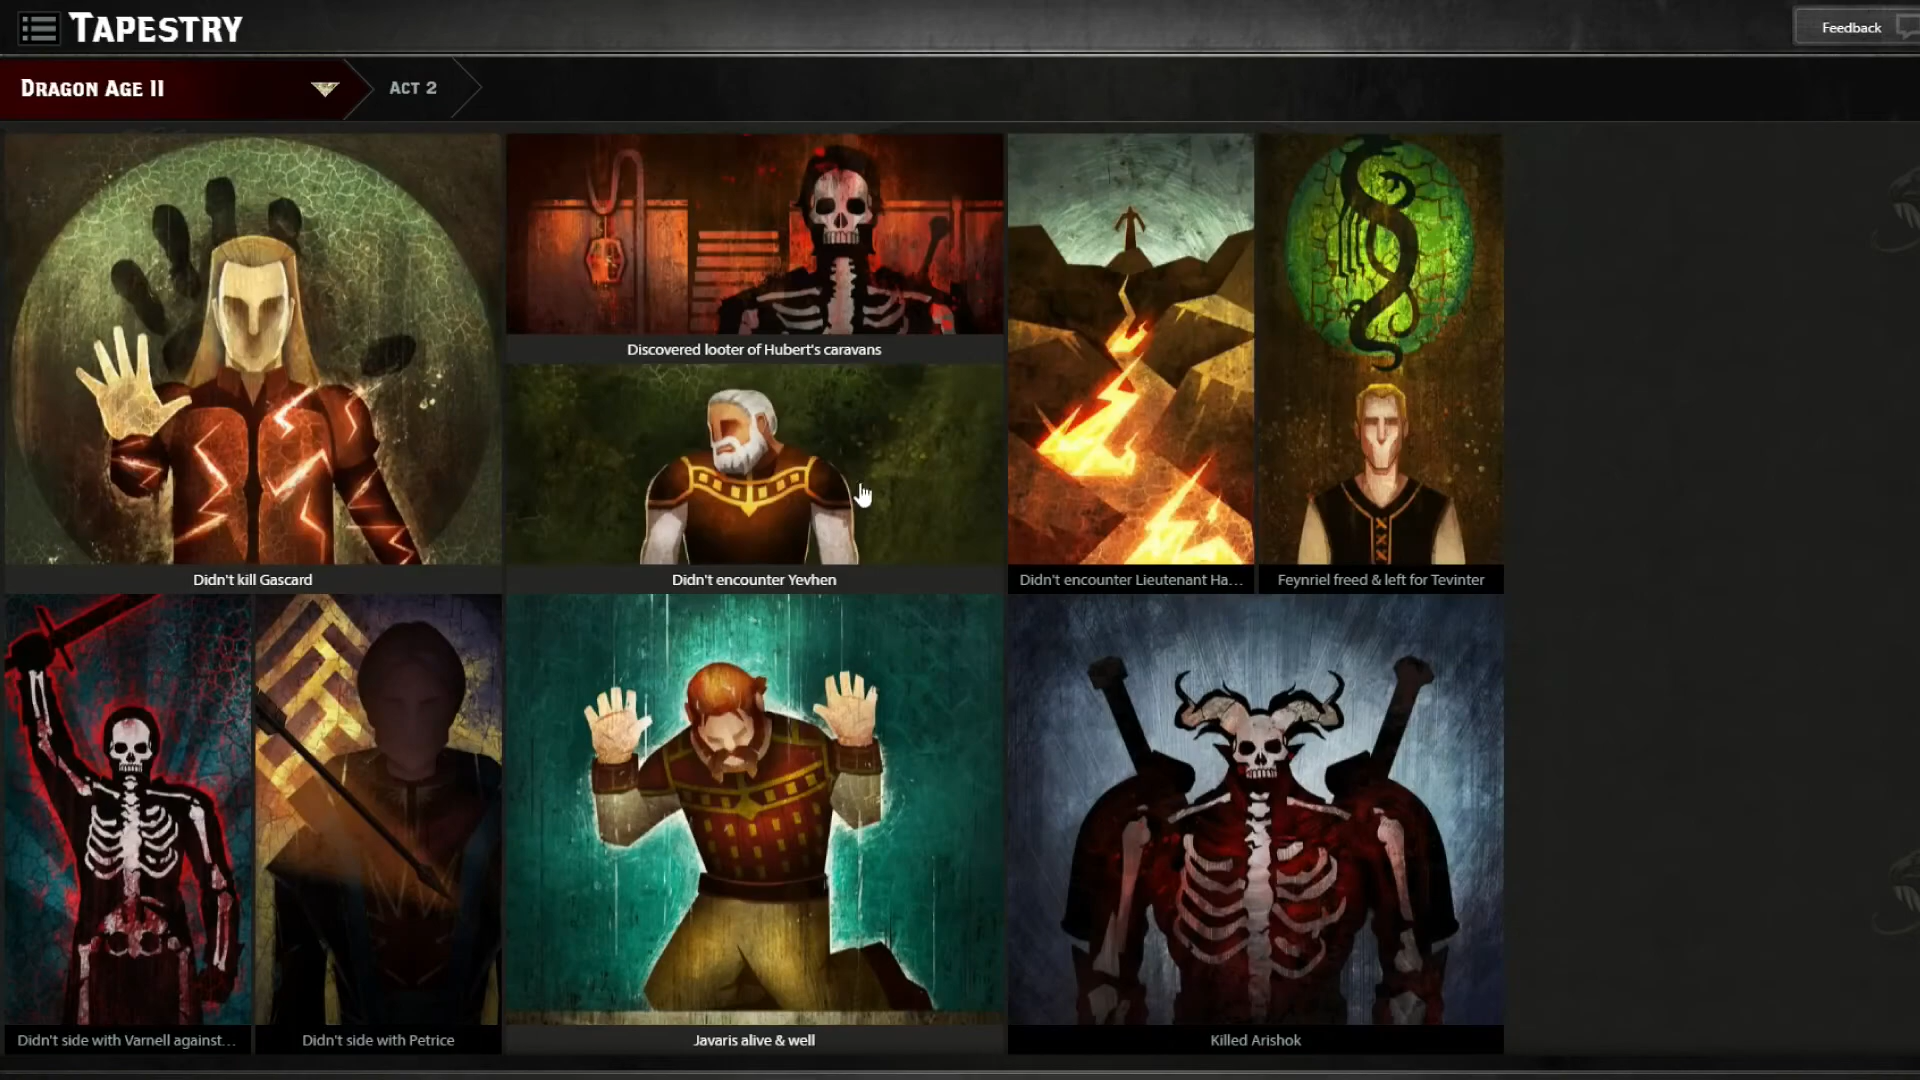 TAPESTRY
Feedback
DRAGON AGE II
ACT 2
Discovered looter of Hubert's caravans
Didn't kill Gascard
Didn't encounter Yevhen
Didn't encounter Lieutenant Ha...
Feynriel freed & left for Tevinter
Didn't side with Varnell against...
Didn't side with Petrice
Javaris alive & well
Killed Arishok